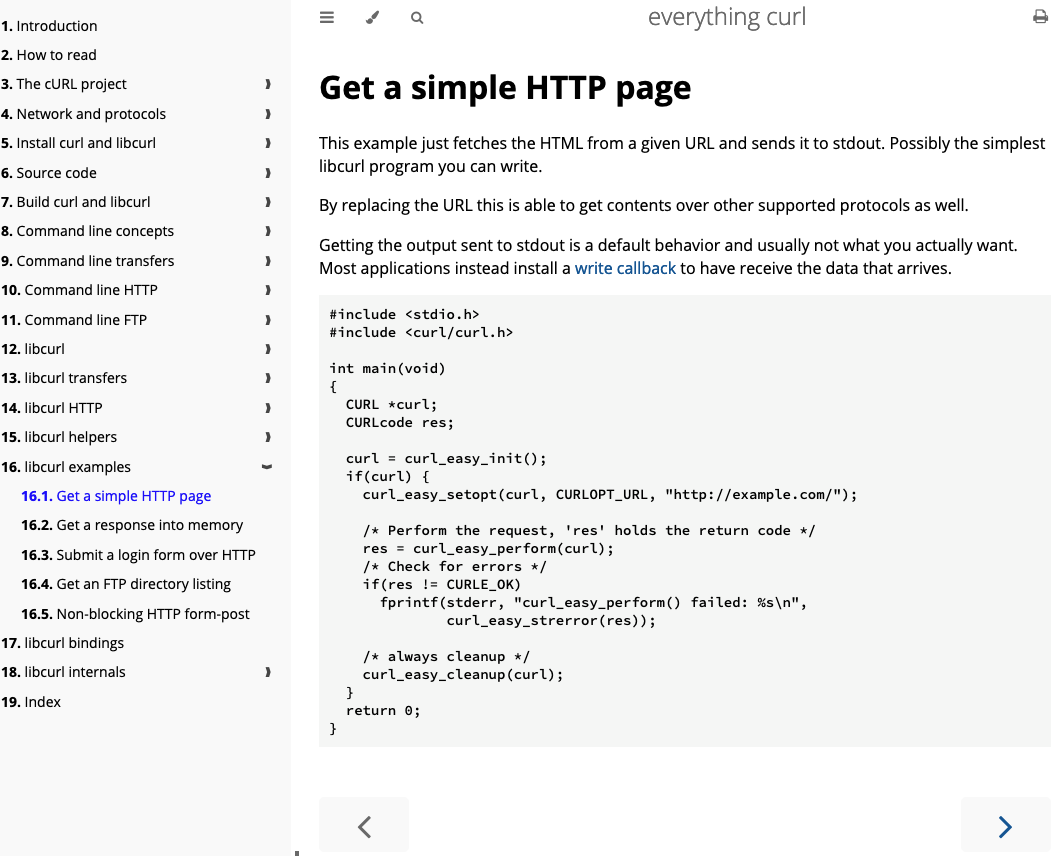 1. Introduction
2. How to read
3. The cURL project
4. Network and protocols
5. Install curl and libcurl
6. Source code
7. Build curl and libcurl
8. Command line concepts
9. Command line transfers
10. Command line HTTP
11. Command line FTP
12. libcurl
13. libcurl transfers
14. libcurl HTTP
15. libcurl helpers
16. libcurl examples
16.1. Get a simple HTTP page
16.2. Get a response into memory
16.3. Submit a login form over HTTP
16.4. Get an FTP directory listing
16.5. Non-blocking HTTP form-post
17. libcurl bindings
18. libcurl internals
19. Index
everything curl
Get a simple HTTP page
This example just fetches the HTML from a given URL and sends it to stdout. Possibly the simplest
libcurl program you can write.
By replacing the URL this is able to get contents over other supported protocols as well.
Getting the output sent to stdout is a default behavior and usually not what you actually want.
Most applications instead install a write callback to have receive the data that arrives.
#include <stdio.h>
#include <curl/curl.h>

int main(void)
{
  CURL *curl;
  CURLcode res;

  curl = curl_easy_init();
  if(curl) {
    curl_easy_setopt(curl, CURLOPT_URL, "http://example.com/");

    /* Perform the request, 'res' holds the return code */
    res = curl_easy_perform(curl);
    /* Check for errors */
    if(res != CURLE_OK)
      fprintf(stderr, "curl_easy_perform() failed: %s\n",
              curl_easy_strerror(res));

    /* always cleanup */
    curl_easy_cleanup(curl);
  }
  return 0;
}